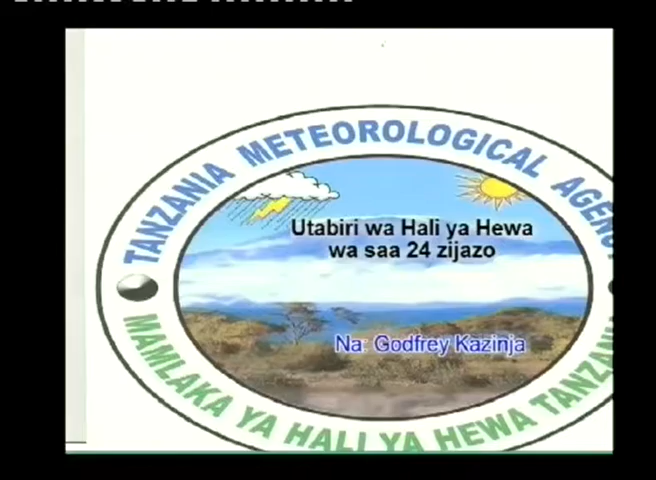 TANZANIA METEOROLOGICAL AGENCY
Utabiri wa Hali ya Hewa
wa saa 24 zijazo
Na: Godfrey Kazinja
MAMLAKA YA HALI YA HEWA TANZANI